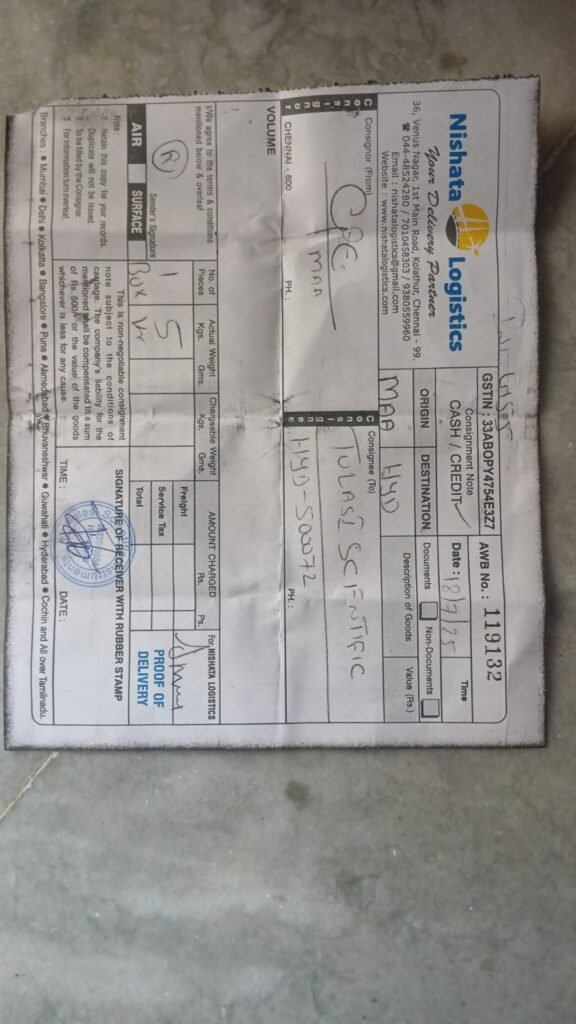 Nishata Logistics
Your Delivery Partner
36, Venus Nagar, 1st Main Road, Kolathur, Chennai - 99.
☎ 044-48524280 / 7010458303 / 9380559960
Email : nishatalogistics@gmail.com
Website : www.nishatalogistics.com
GSTIN : 33ABOPY4754E3Z7
AWB No.: 119132
Consignment Note
CASH / CREDIT
Date : 18/7/25
Time
ORIGIN
DESTINATION
Documents
Non-Documents
MAA
HYD
Description of Goods
Value (Rs.)
Consignor
Consignor (From)
CPC
MAA
CHENNAI - 600
PH. :
Consignee
Consignee (To)
TULASI SCIENTIFIC
HYD-500072
PH. :
VOLUME
I/We agree to the terms & conditions
mentioned below & overleaf
R
Sender's Signature
AIR
SURFACE
No. of Pieces
Actual Weight
Kgs. Gms.
Chargeable Weight
Kgs. Gms.
AMOUNT CHARGED
Rs. Ps.
1
Box
5
Freight
Service Tax
Total
For NISHATA LOGISTICS
PROOF OF
DELIVERY
Note :
1. Retain this copy for your records.
Duplicate will not be issued.
2. To be filled by the Consignor.
3. For information turn overleaf.
This is non-negotiable consignment
note subject to the conditions of
carriage. The company's liability for the
mentioned shall be compensated to a sum
of Rs. 500/- or the value of the goods
whichever is less for any cause.
SIGNATURE OF RECEIVER WITH RUBBER STAMP
TIME :
DATE :
Branches : ● Mumbai ● Delhi ● Kolkatta ● Bangalore ● Pune ● Ahmedabad ● Bhuvaneshwar ● Guwahati ● Hyderabad ● Cochin and All over Tamilnadu.